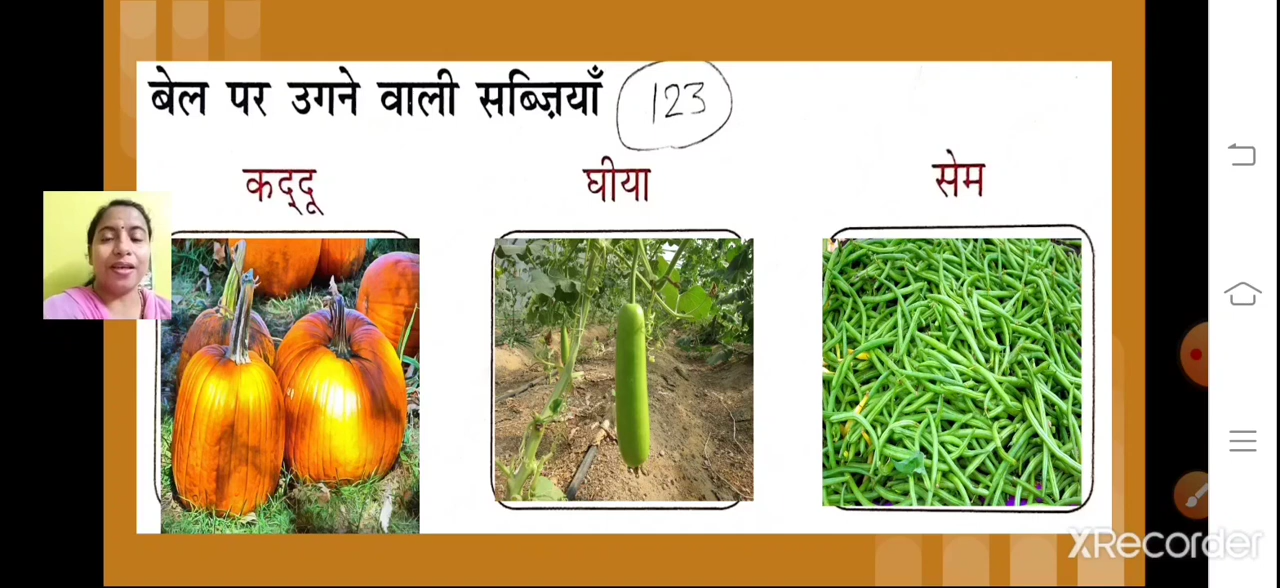 बेल पर उगने वाली सब्ज़ियाँ 123
कद्दू घीया सेम
XRecorder